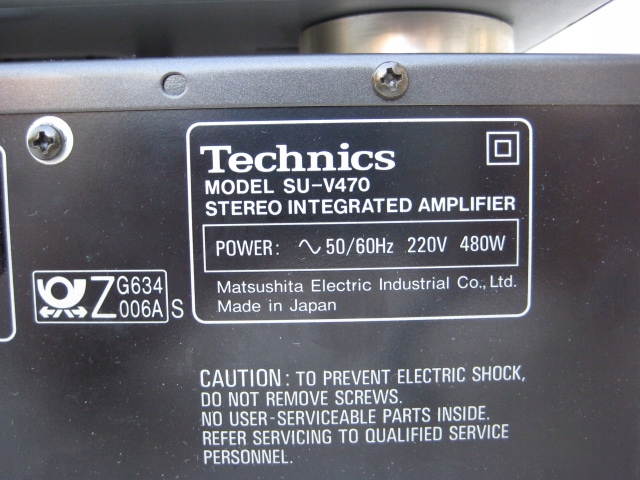 Technics
MODEL SU-V470
STEREO INTEGRATED AMPLIFIER
POWER: ∿ 50/60Hz 220V 480W
Matsushita Electric Industrial Co., Ltd.
Made in Japan
Z G634
006A S
CAUTION: TO PREVENT ELECTRIC SHOCK,
DO NOT REMOVE SCREWS.
NO USER-SERVICEABLE PARTS INSIDE.
REFER SERVICING TO QUALIFIED SERVICE
PERSONNEL.